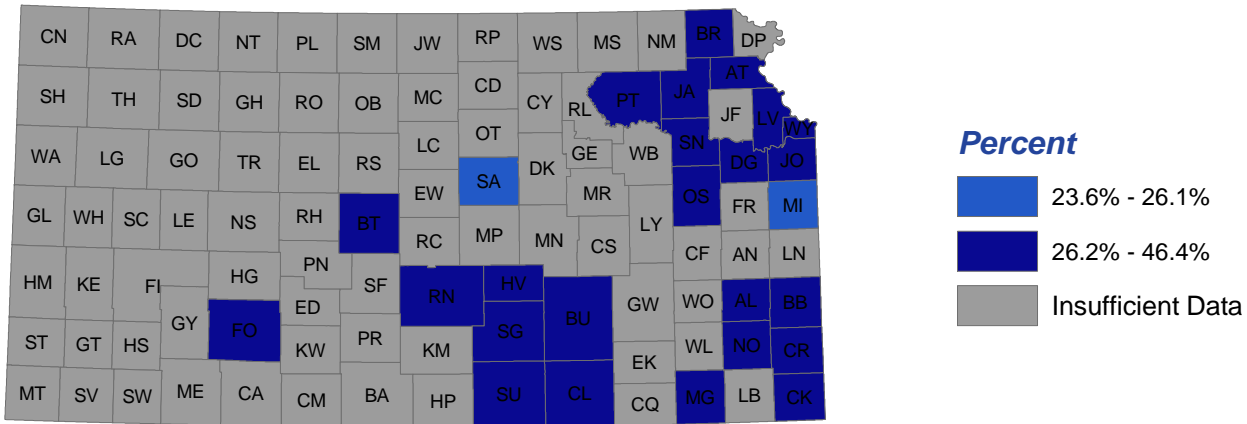 CN RA DC NT PL SM JW RP WS MS NM BR DP
SH TH SD GH RO OB MC CD CY RL PT JA AT JF LV WY
WA LG GO TR EL RS LC OT DK GE WB SN DG JO
GL WH SC LE NS RH BT EW SA MR LY OS FR MI
HM KE FI HG PN SF RC MP MN CS CF AN LN
ST GT HS GY FO ED PR RN HV SG BU GW WO AL BB
KW KM EK WL NO CR
MT SV SW ME CA CM BA HP SU CL CQ MG LB CK
Percent
23.6% - 26.1%
26.2% - 46.4%
Insufficient Data